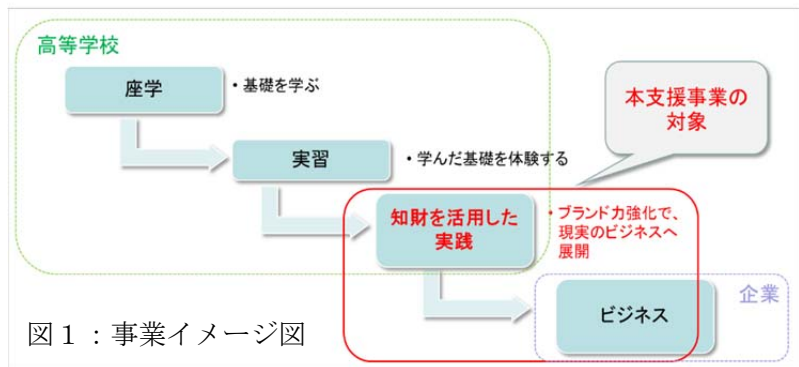 高等学校
座学
・基礎を学ぶ
本支援事業の
対象
実習
・学んだ基礎を体験する
知財を活用した
実践
・ブランド力強化で、
現実のビジネスへ
展開
企業
ビジネス
図１：事業イメージ図